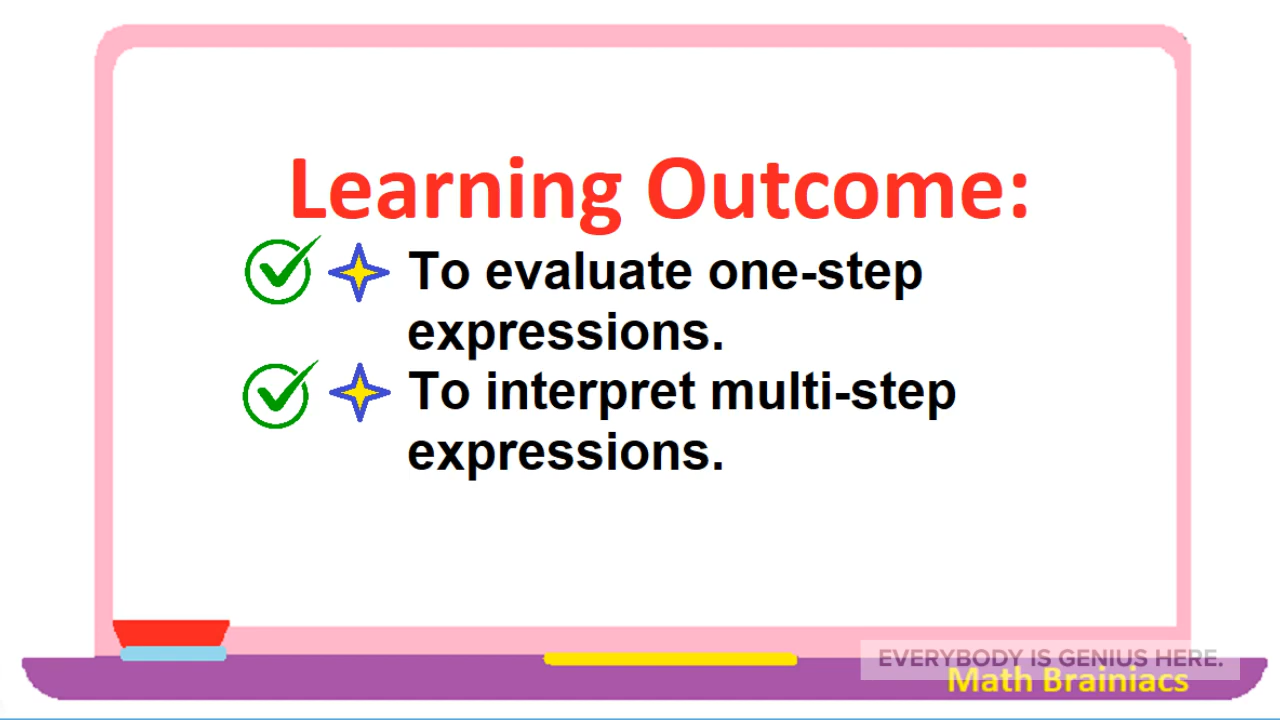 Learning Outcome:
To evaluate one-step
expressions.
To interpret multi-step
expressions.
EVERYBODY IS GENIUS HERE.
Math Brainiacs